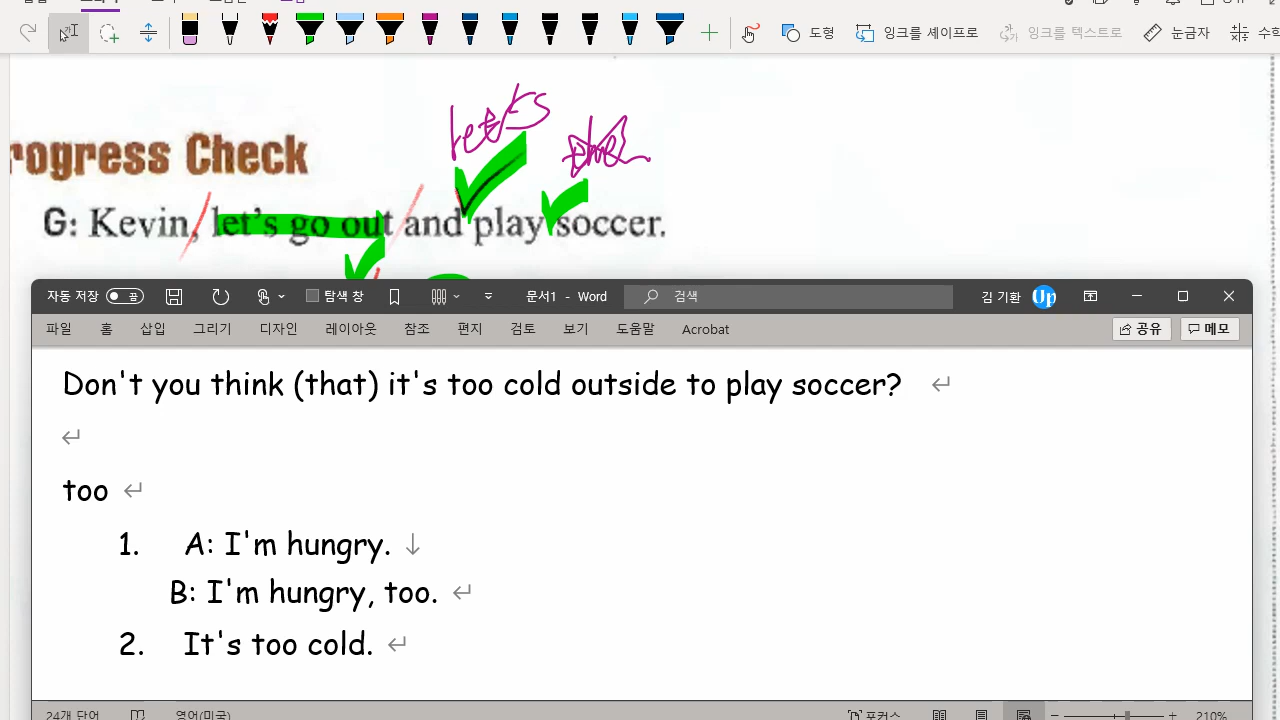 도형
잉크를 셰이프로
잉크를 텍스트로
눈금자
수학
let's
rogress Check
G: Kevin, let's go out and play soccer.
자동 저장 끔
탐색 창
문서1 - Word
검색
김 기환
Up
파일 홈 삽입 그리기 디자인 레이아웃 참조 편지 검토 보기 도움말 Acrobat
공유
메모
Don't you think (that) it's too cold outside to play soccer?
too
1. A: I'm hungry.
B: I'm hungry, too.
2. It's too cold.
24개 단어
영어(미국)
포커스
210%